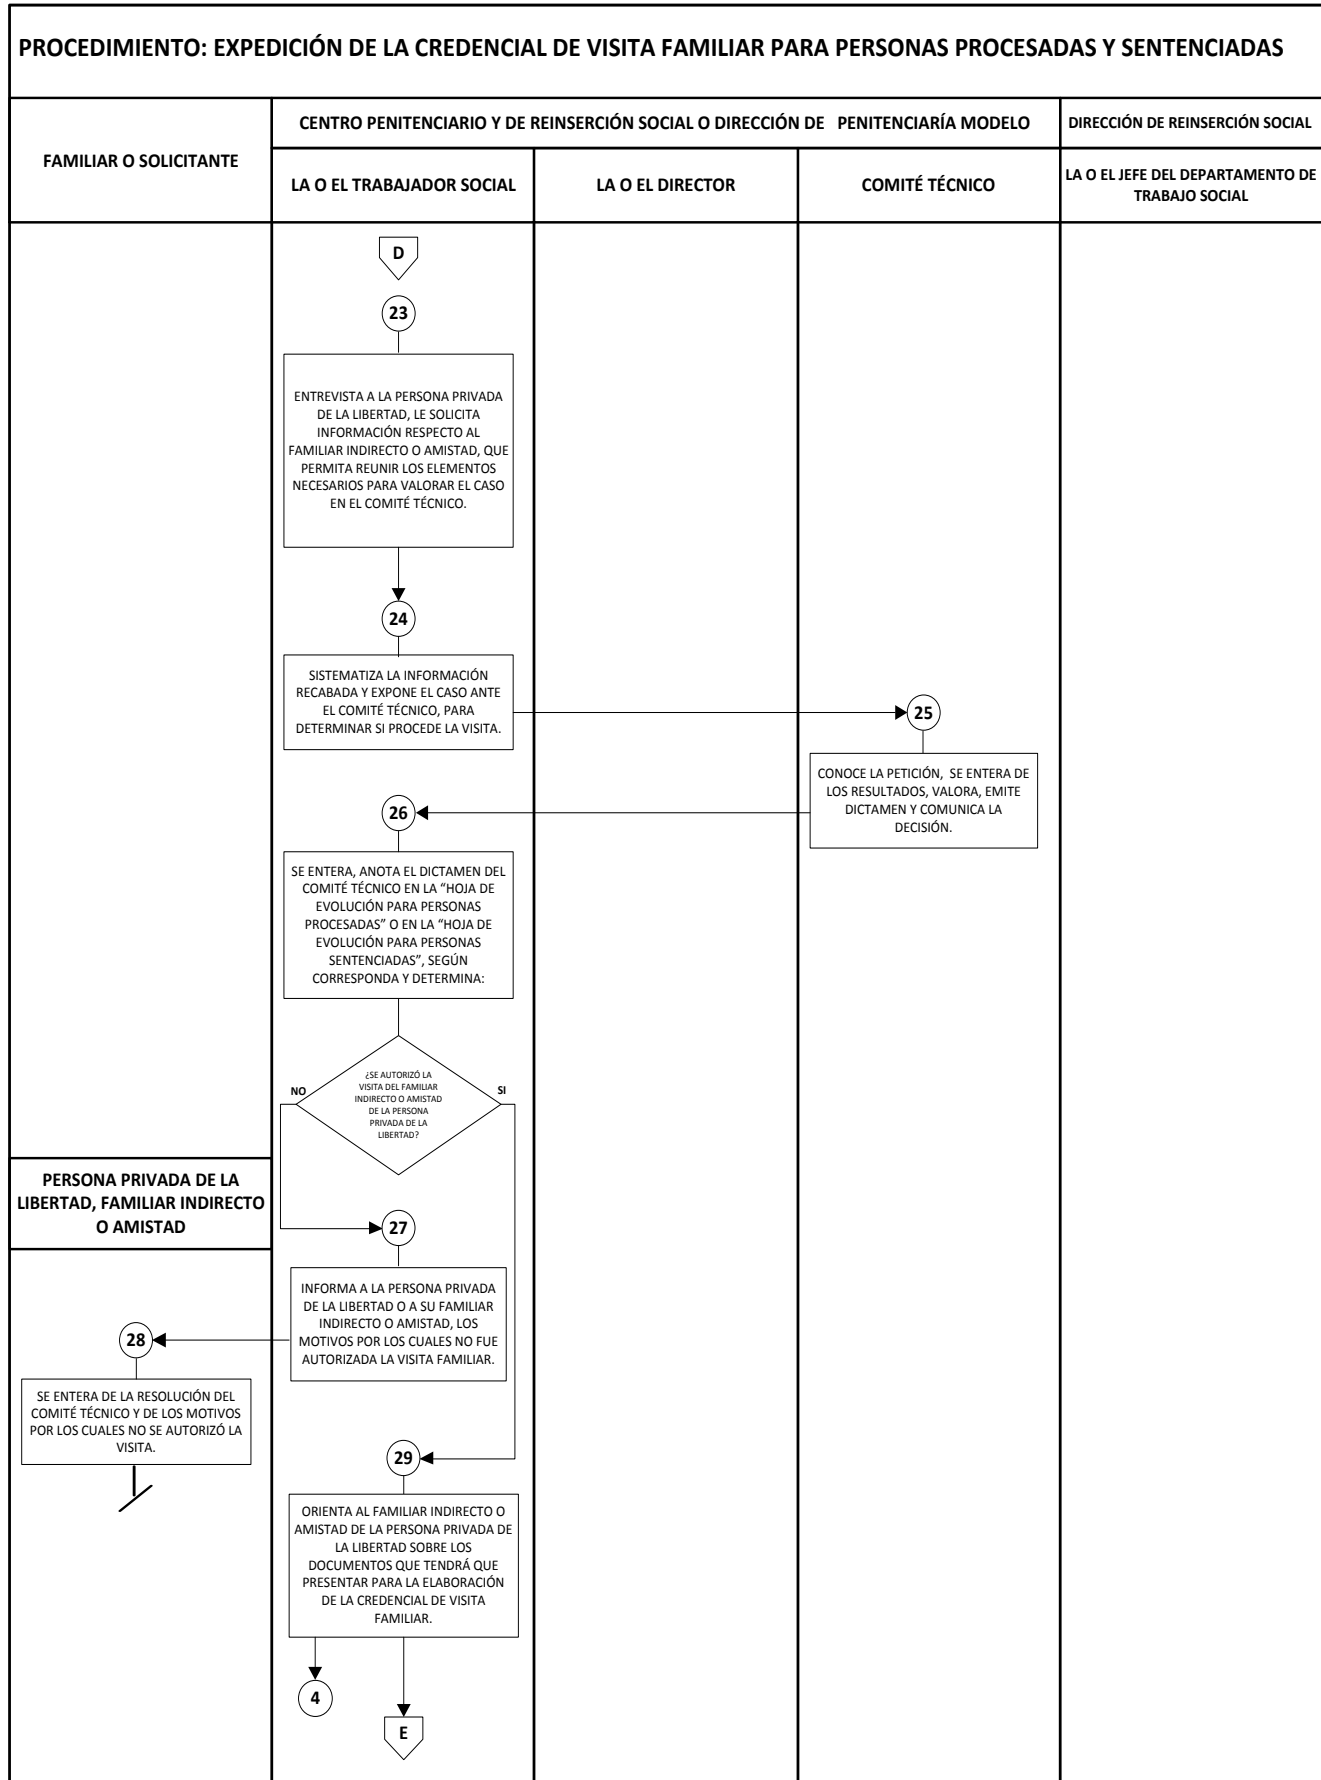 PROCEDIMIENTO: EXPEDICIÓN DE LA CREDENCIAL DE VISITA FAMILIAR PARA PERSONAS PROCESADAS Y SENTENCIADAS
FAMILIAR O SOLICITANTE
CENTRO PENITENCIARIO Y DE REINSERCIÓN SOCIAL O DIRECCIÓN DE PENITENCIARÍA MODELO
DIRECCIÓN DE REINSERCIÓN SOCIAL
LA O EL TRABAJADOR SOCIAL
LA O EL DIRECTOR
COMITÉ TÉCNICO
LA O EL JEFE DEL DEPARTAMENTO DE
TRABAJO SOCIAL
D
23
ENTREVISTA A LA PERSONA PRIVADA
DE LA LIBERTAD, LE SOLICITA
INFORMACIÓN RESPECTO AL
FAMILIAR INDIRECTO O AMISTAD, QUE
PERMITA REUNIR LOS ELEMENTOS
NECESARIOS PARA VALORAR EL CASO
EN EL COMITÉ TÉCNICO.
24
SISTEMATIZA LA INFORMACIÓN
RECABADA Y EXPONE EL CASO ANTE
EL COMITÉ TÉCNICO, PARA
DETERMINAR SI PROCEDE LA VISITA.
25
CONOCE LA PETICIÓN, SE ENTERA DE
LOS RESULTADOS, VALORA, EMITE
DICTAMEN Y COMUNICA LA
DECISIÓN.
26
SE ENTERA, ANOTA EL DICTAMEN DEL
COMITÉ TÉCNICO EN LA “HOJA DE
EVOLUCIÓN PARA PERSONAS
PROCESADAS” O EN LA “HOJA DE
EVOLUCIÓN PARA PERSONAS
SENTENCIADAS”, SEGÚN
CORRESPONDA Y DETERMINA:
¿SE AUTORIZÓ LA
VISITA DEL FAMILIAR
INDIRECTO O AMISTAD
DE LA PERSONA
PRIVADA DE LA
LIBERTAD?
NO
SI
PERSONA PRIVADA DE LA
LIBERTAD, FAMILIAR INDIRECTO
O AMISTAD
27
INFORMA A LA PERSONA PRIVADA
DE LA LIBERTAD O A SU FAMILIAR
INDIRECTO O AMISTAD, LOS
MOTIVOS POR LOS CUALES NO FUE
AUTORIZADA LA VISITA FAMILIAR.
28
SE ENTERA DE LA RESOLUCIÓN DEL
COMITÉ TÉCNICO Y DE LOS MOTIVOS
POR LOS CUALES NO SE AUTORIZÓ LA
VISITA.
29
ORIENTA AL FAMILIAR INDIRECTO O
AMISTAD DE LA PERSONA PRIVADA DE
LA LIBERTAD SOBRE LOS
DOCUMENTOS QUE TENDRÁ QUE
PRESENTAR PARA LA ELABORACIÓN
DE LA CREDENCIAL DE VISITA
FAMILIAR.
4
E